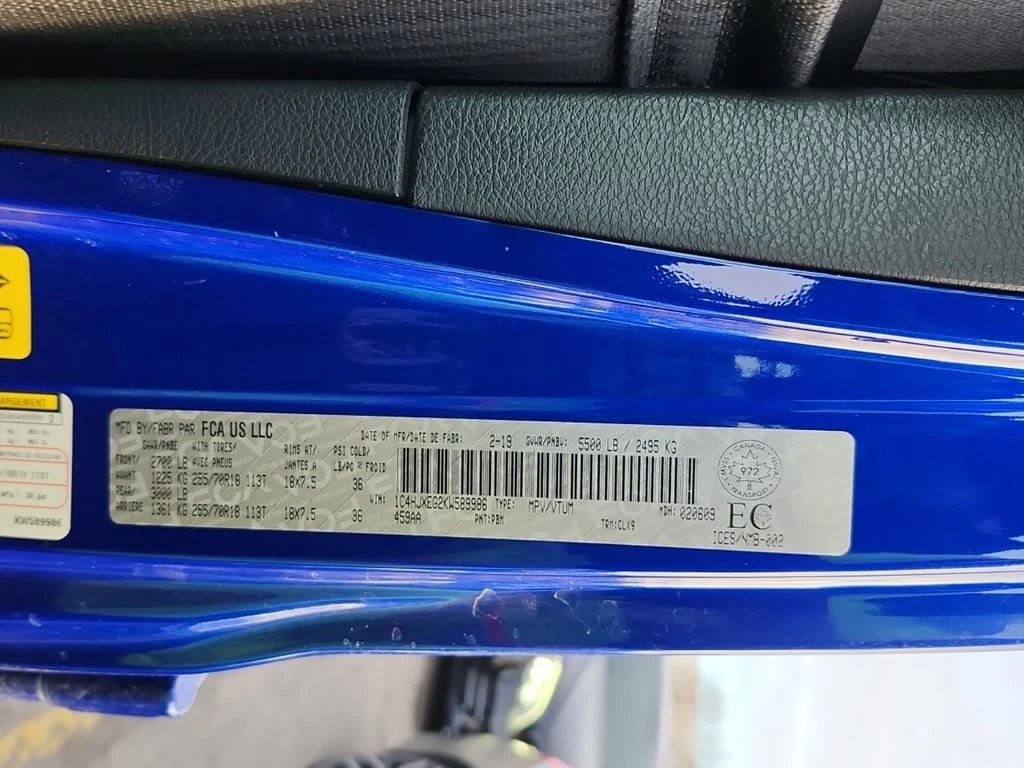 MFD BY/FABR PAR FCA US LLC
DATE OF MFR/DATE DE FABR: 2-19 GVWR/PNBV: 5500 LB / 2495 KG
GWWR/PNBE WITH TIRES/ RIMS AT/ PSI COLD/
FRONT/ 2700 LB AVEC PNEUS JANTES A LB/PO 2 FROID
AVANT 1225 KG 255/70R18 113T 18X7.5 36
REAR/ 3000 LB
ARRIERE 1361 KG 255/70R18 113T 18X7.5 36
VIN: 1C4HJXEG2KW589986 TYPE: MPV/VTUM MDH: 020609
459AA PNT:PBM TRM:CLX9
EC
ICES/NMB-002
CANADA
972
TRANSPORT
KW589986